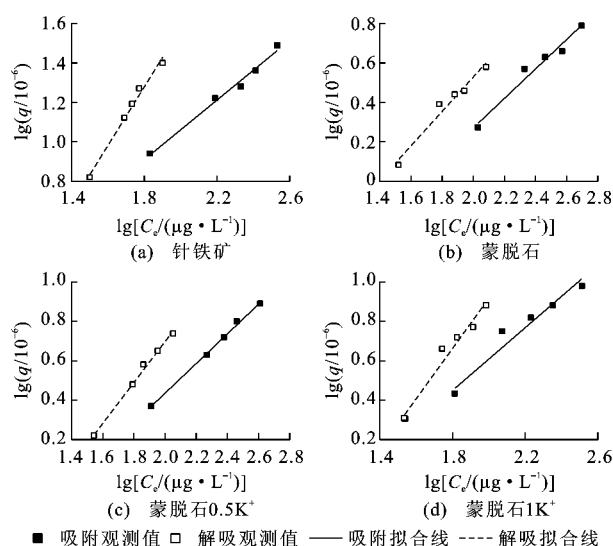 1.6
1.4
1.2
1.0
0.8
lg(q/10⁻⁶)
1.4 1.8 2.2 2.6
lg[Cₑ/(μg·L⁻¹)]
(a) 针铁矿
0.8
0.6
0.4
0.2
0
lg(q/10⁻⁶)
1.4 1.6 1.8 2.0 2.2 2.4 2.6 2.8
lg[Cₑ/(μg·L⁻¹)]
(b) 蒙脱石
1.0
0.8
0.6
0.4
0.2
lg(q/10⁻⁶)
1.4 1.6 1.8 2.0 2.2 2.4 2.6 2.8
lg[Cₑ/(μg·L⁻¹)]
(c) 蒙脱石0.5K⁺
1.0
0.8
0.6
0.4
0.2
lg(q/10⁻⁶)
1.4 1.8 2.2 2.6
lg[Cₑ/(μg·L⁻¹)]
(d) 蒙脱石1K⁺
■ 吸附观测值 □ 解吸观测值 —— 吸附拟合线 ----- 解吸拟合线